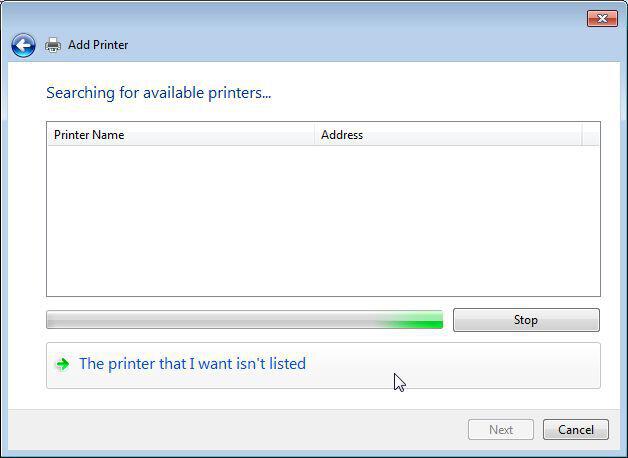 Add Printer
Searching for available printers...
Printer Name Address
Stop
The printer that I want isn't listed
Next Cancel